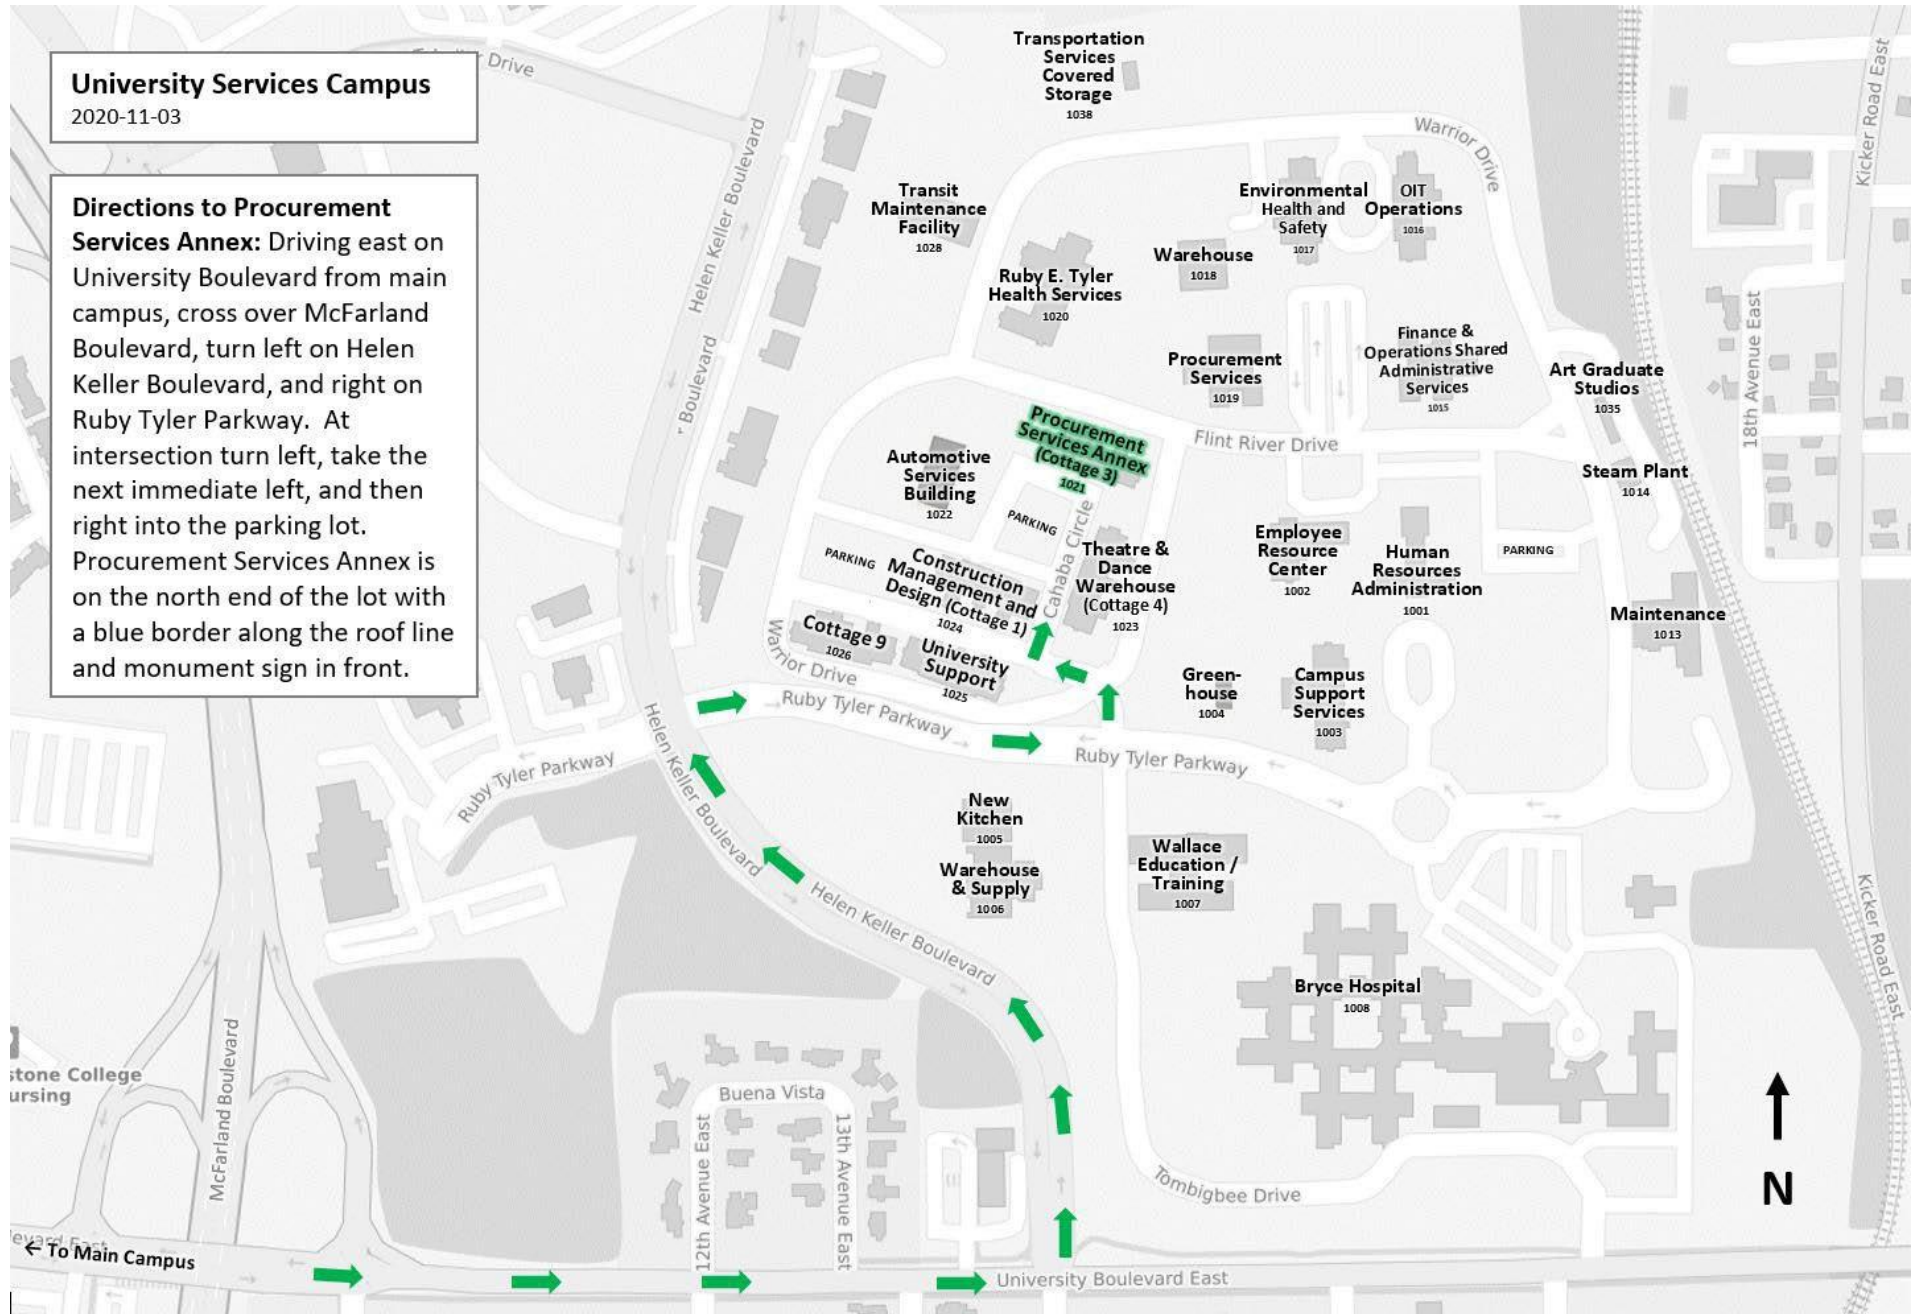 University Services Campus
2020-11-03
Directions to Procurement
Services Annex: Driving east on
University Boulevard from main
campus, cross over McFarland
Boulevard, turn left on Helen
Keller Boulevard, and right on
Ruby Tyler Parkway. At
intersection turn left, take the
next immediate left, and then
right into the parking lot.
Procurement Services Annex is
on the north end of the lot with
a blue border along the roof line
and monument sign in front.
Drive
Transportation
Services
Covered
Storage
1038
Warrior Drive
Kicker Road East
Helen Keller Boulevard
Transit
Maintenance
Facility
1028
Environmental
Health and
Safety
1017
OIT
Operations
1016
Warehouse
1018
Ruby E. Tyler
Health Services
1020
18th Avenue East
Boulevard
Procurement
Services
1019
Finance &
Operations Shared
Administrative
Services
1015
Art Graduate
Studios
1035
Procurement
Services Annex
(Cottage 3)
1021
Flint River Drive
Automotive
Services
Building
1022
Steam Plant
1014
PARKING
Cahaba Circle
PARKING
Construction
Management and
Design (Cottage 1)
1024
Theatre &
Dance
Warehouse
(Cottage 4)
1023
Employee
Resource
Center
1002
Human
Resources
Administration
1001
PARKING
Maintenance
1013
Cottage 9
1026
University
Support
1025
Warrior Drive
Green-
house
1004
Campus
Support
Services
1003
Ruby Tyler Parkway
Ruby Tyler Parkway
Ruby Tyler Parkway
Helen Keller Boulevard
New
Kitchen
1005
Warehouse
& Supply
1006
Wallace
Education /
Training
1007
Helen Keller Boulevard
Kicker Road East
Bryce Hospital
1008
McFarland Boulevard
stone College
ursing
Buena Vista
12th Avenue East
13th Avenue East
Tombigbee Drive
N
← To Main Campus
University Boulevard East